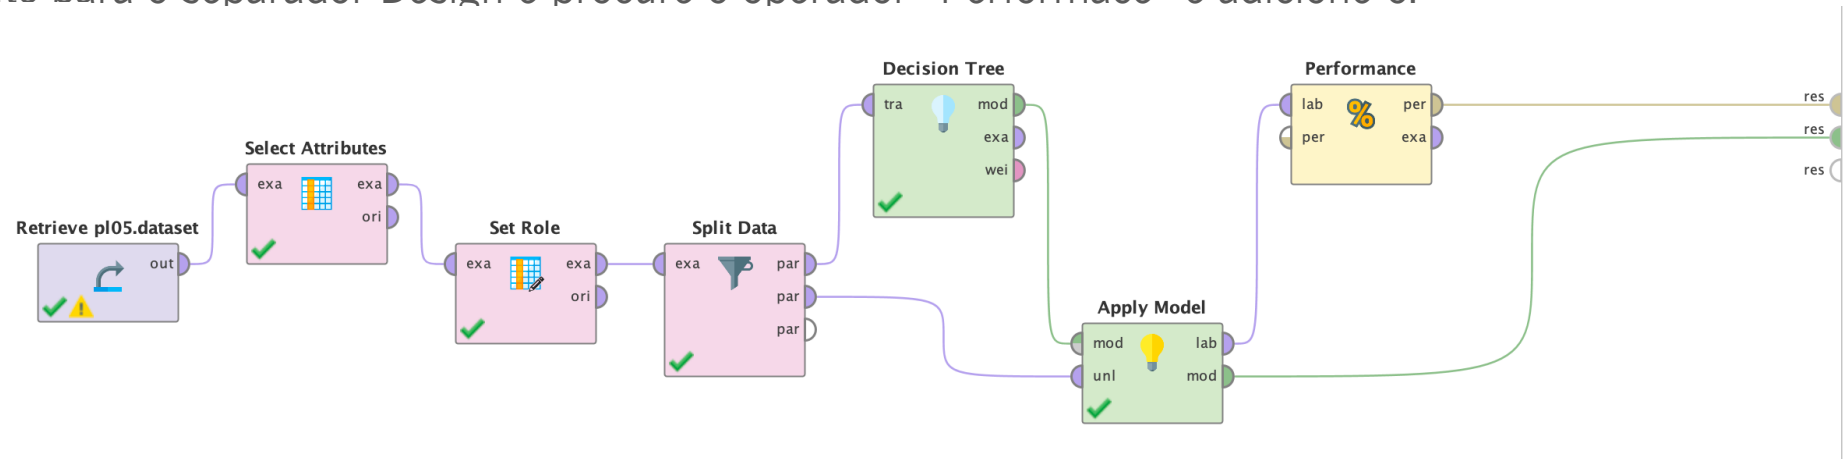 Decision Tree
tra
mod
exa
wei
Performance
lab
per
per
exa
res
res
res
Select Attributes
exa
exa
ori
Retrieve pl05.dataset
out
Set Role
exa
exa
ori
Split Data
exa
par
par
par
Apply Model
mod
lab
unl
mod